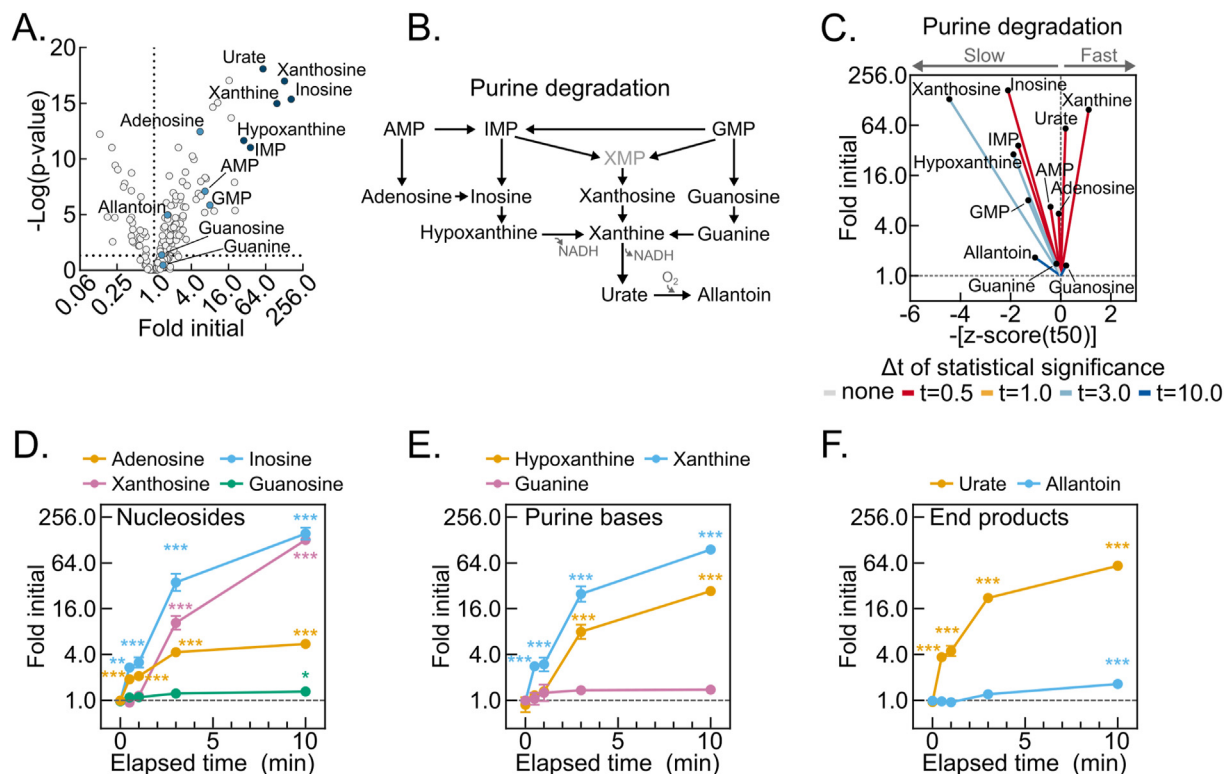 A.
20
15
10
5
0
-Log(p-value)
Urate
Xanthosine
Xanthine
Inosine
Adenosine
Hypoxanthine
IMP
AMP
Allantoin
GMP
Guanosine
Guanine
0.06
0.25
1.0
4.0
16.0
64.0
256.0
Fold initial
B.
Purine degradation
AMP
IMP
GMP
XMP
Adenosine
Inosine
Xanthosine
Guanosine
Hypoxanthine
Xanthine
Guanine
NADH
NADH
O2
Urate
Allantoin
C.
Purine degradation
Slow
Fast
256.0
64.0
16.0
4.0
1.0
Fold initial
Xanthosine
Inosine
Xanthine
Urate
IMP
Hypoxanthine
AMP
Adenosine
GMP
Allantoin
Guanine
Guanosine
-6
-4
-2
0
2
-[z-score(t50)]
Δt of statistical significance
none t=0.5 t=1.0 t=3.0 t=10.0
D.
Adenosine Inosine
Xanthosine Guanosine
Nucleosides
256.0
64.0
16.0
4.0
1.0
Fold initial
***
***
***
***
***
***
**
***
***
***
*
0
5
10
Elapsed time (min)
E.
Hypoxanthine Xanthine
Guanine
Purine bases
256.0
64.0
16.0
4.0
1.0
Fold initial
***
***
***
***
***
***
0
5
10
Elapsed time (min)
F.
Urate Allantoin
End products
256.0
64.0
16.0
4.0
1.0
Fold initial
***
***
***
***
***
0
5
10
Elapsed time (min)